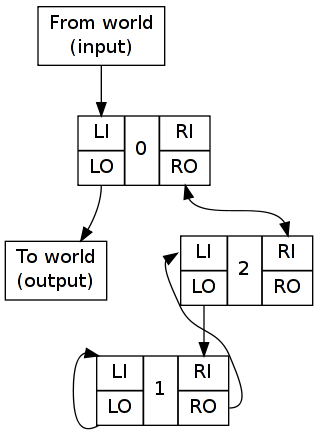 From world
(input)
LI
0
RI
LO
RO
To world
(output)
LI
2
RI
LO
RO
LI
1
RI
LO
RO